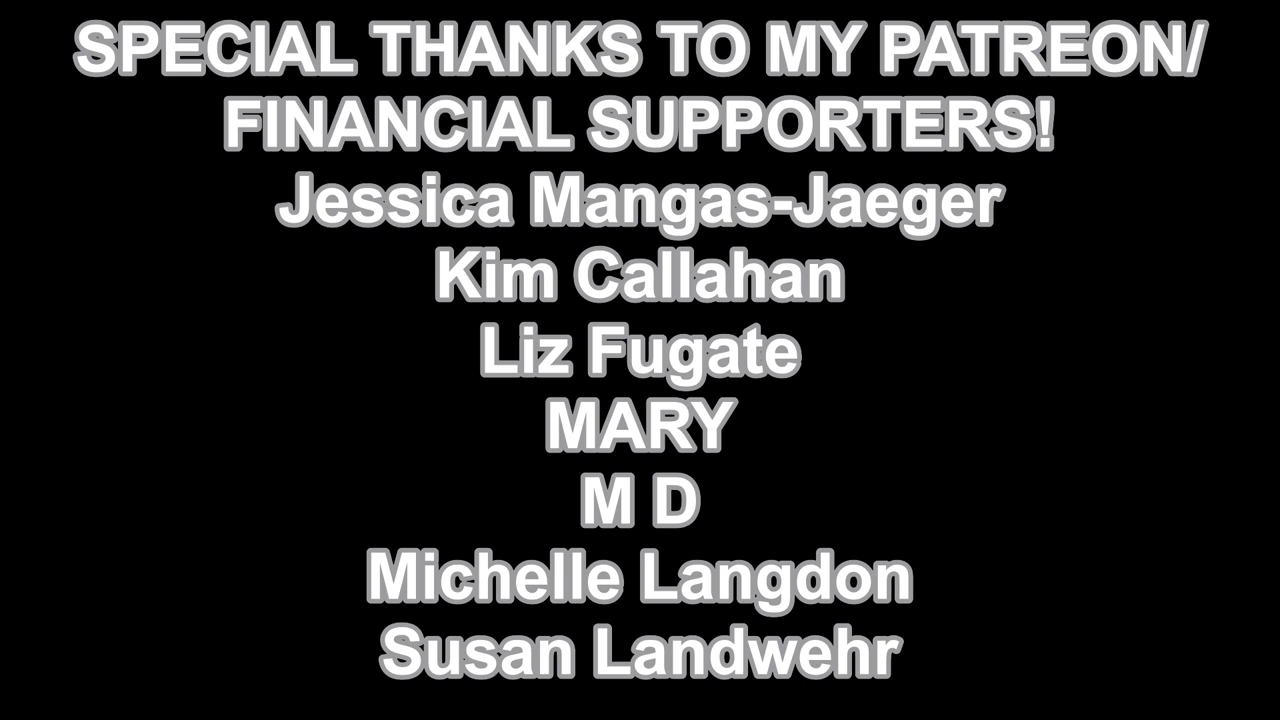 SPECIAL THANKS TO MY PATREON/
FINANCIAL SUPPORTERS!
Jessica Mangas-Jaeger
Kim Callahan
Liz Fugate
MARY
M D
Michelle Langdon
Susan Landwehr